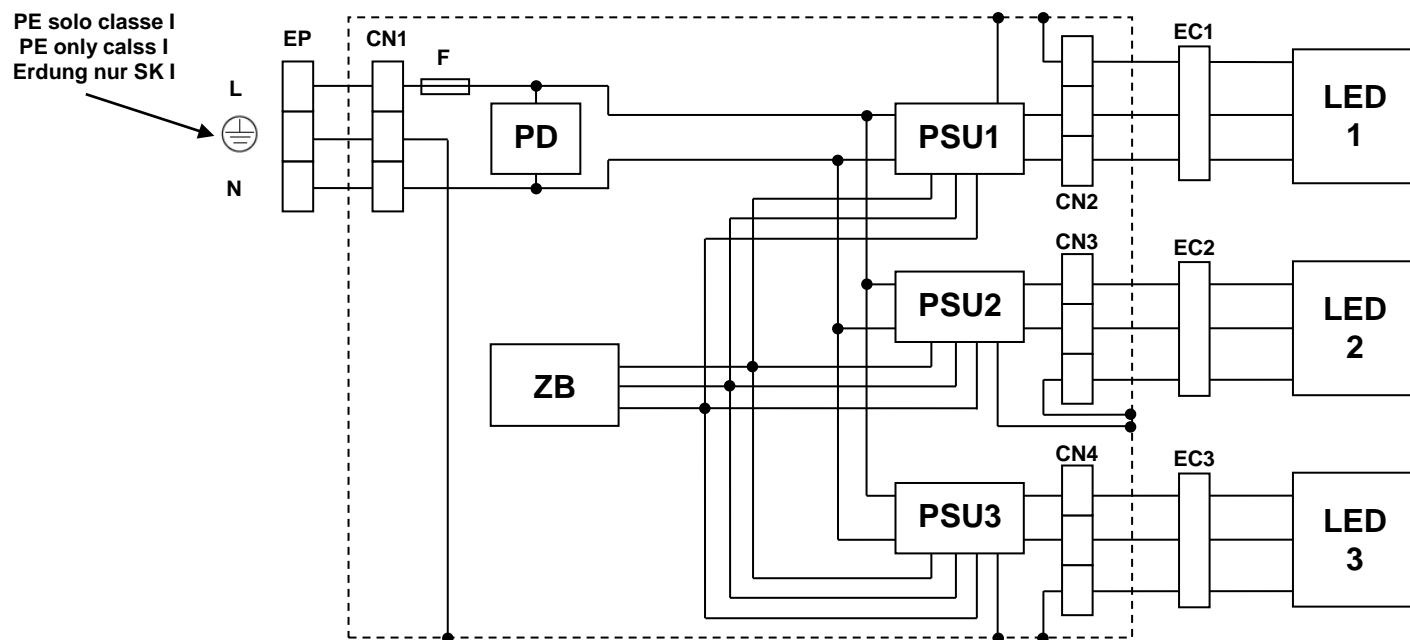 PE solo classe I
PE only calss I
Erdung nur SK I
EP
CN1
F
EC1
L
PD
PSU1
LED
1
N
CN2
CN3
EC2
PSU2
LED
2
ZB
CN4
EC3
PSU3
LED
3